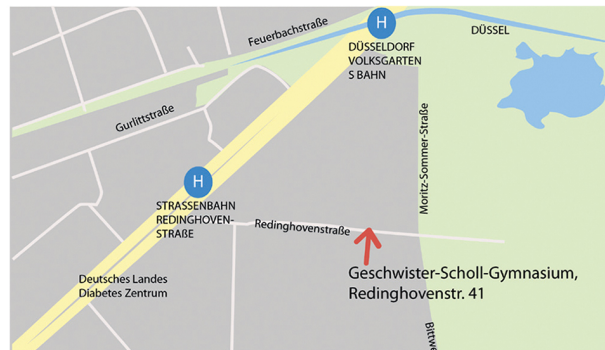 Feuerbachstraße
H
DÜSSEL
DÜSSELDORF
VOLKSGARTEN
S BAHN
Gurlittstraße
Moritz-Sommer-Straße
H
STRASSENBAHN
REDINGHOVEN-
STRAßE
Redinghovenstraße
Deutsches Landes
Diabetes Zentrum
Geschwister-Scholl-Gymnasium,
Redinghovenstr. 41
Bittwe